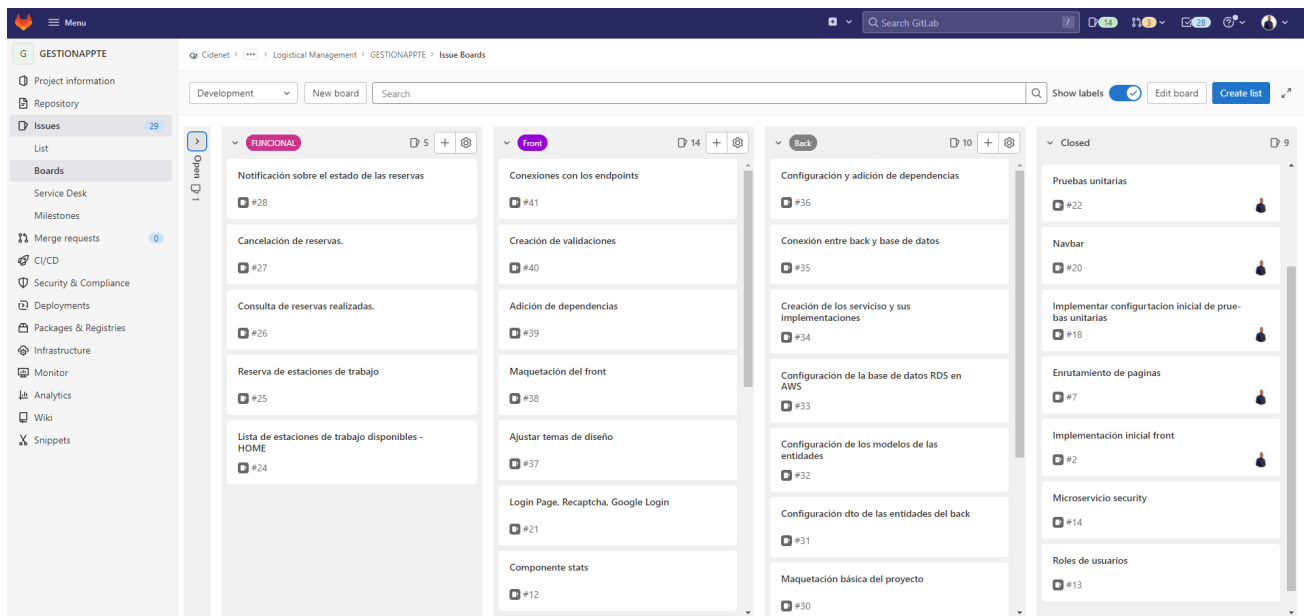 Menu
Search GitLab
/
14
3
28
G GESTIONAPPTE
Project information
Repository
Issues 29
List
Boards
Service Desk
Milestones
Merge requests 0
CI/CD
Security & Compliance
Deployments
Packages & Registries
Infrastructure
Monitor
Analytics
Wiki
Snippets
Cidenet > ... > Logistical Management > GESTIONAPPTE > Issue Boards
Development
New board
Search
Show labels
Edit board
Create list
Open 1
FUNCIONAL 5
Notificación sobre el estado de las reservas
#28
Cancelación de reservas.
#27
Consulta de reservas realizadas.
#26
Reserva de estaciones de trabajo
#25
Lista de estaciones de trabajo disponibles -
HOME
#24
Front 14
Conexiones con los endpoints
#41
Creación de validaciones
#40
Adición de dependencias
#39
Maquetación del front
#38
Ajustar temas de diseño
#37
Login Page, Recaptcha, Google Login
#21
Componente stats
#12
Back 10
Configuración y adición de dependencias
#36
Conexión entre back y base de datos
#35
Creación de los serviciso y sus
implementaciones
#34
Configuración de la base de datos RDS en
AWS
#33
Configuración de los modelos de las
entidades
#32
Configuración dto de las entidades del back
#31
Maquetación básica del proyecto
#30
Closed 9
Pruebas unitarias
#22
Navbar
#20
Implementar configurtacion inicial de prue-
bas unitarias
#18
Enrutamiento de paginas
#7
Implementación inicial front
#2
Microservicio security
#14
Roles de usuarios
#13